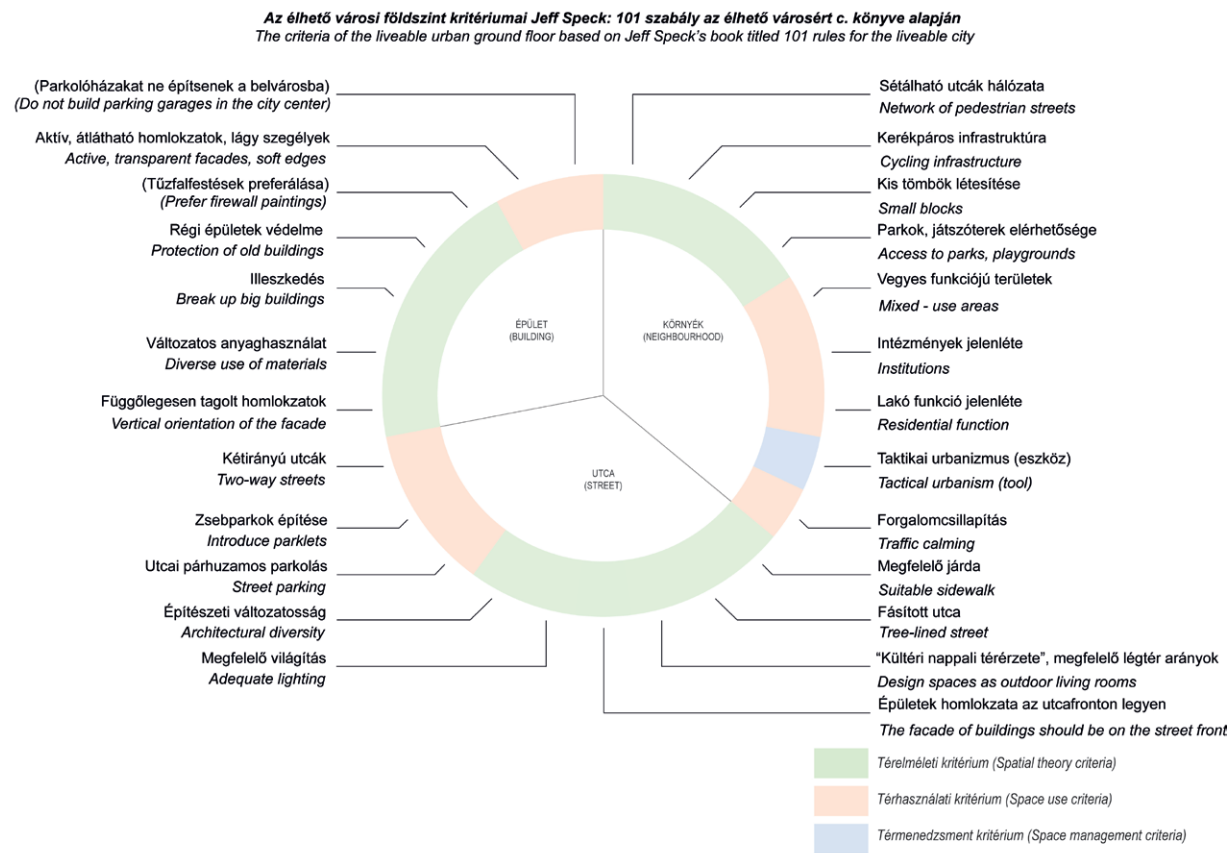 Az élhető városi földszint kritériumai Jeff Speck: 101 szabály az élhető városért c. könyve alapján
The criteria of the liveable urban ground floor based on Jeff Speck's book titled 101 rules for the liveable city
(Parkolóházakat ne építsenek a belvárosba)
(Do not build parking garages in the city center)
Aktív, átlátható homlokzatok, lágy szegélyek
Active, transparent facades, soft edges
(Tűzfalfestések preferálása)
(Prefer firewall paintings)
Régi épületek védelme
Protection of old buildings
Illeszkedés
Break up big buildings
Változatos anyaghasználat
Diverse use of materials
Függőlegesen tagolt homlokzatok
Vertical orientation of the facade
Kétirányú utcák
Two-way streets
Zsebparkok építése
Introduce parklets
Utcai párhuzamos parkolás
Street parking
Építészeti változatosság
Architectural diversity
Megfelelő világítás
Adequate lighting
ÉPÜLET
(BUILDING)
KÖRNYÉK
(NEIGHBOURHOOD)
UTCA
(STREET)
Sétálható utcák hálózata
Network of pedestrian streets
Kerékpáros infrastruktúra
Cycling infrastructure
Kis tömbök létesítése
Small blocks
Parkok, játszóterek elérhetősége
Access to parks, playgrounds
Vegyes funkciójú területek
Mixed - use areas
Intézmények jelenléte
Institutions
Lakó funkció jelenléte
Residential function
Taktikai urbanizmus (eszköz)
Tactical urbanism (tool)
Forgalomcsillapítás
Traffic calming
Megfelelő járda
Suitable sidewalk
Fásított utca
Tree-lined street
“Kültéri nappali térérzete”, megfelelő légtér arányok
Design spaces as outdoor living rooms
Épületek homlokzata az utcafronton legyen
The facade of buildings should be on the street front
Térelméleti kritérium (Spatial theory criteria)
Térhasználati kritérium (Space use criteria)
Térmenedzsment kritérium (Space management criteria)